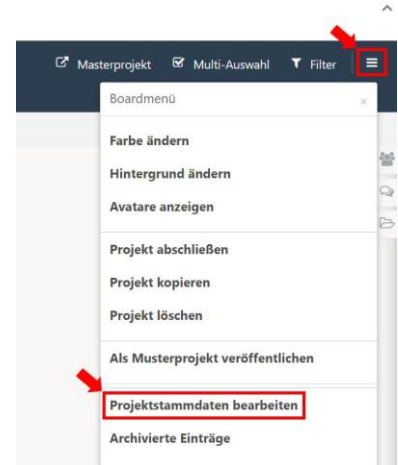 Masterprojekt Multi-Auswahl Filter
Boardmenü
Farbe ändern
Hintergrund ändern
Avatare anzeigen
Projekt abschließen
Projekt kopieren
Projekt löschen
Als Musterprojekt veröffentlichen
Projektstammdaten bearbeiten
Archivierte Einträge